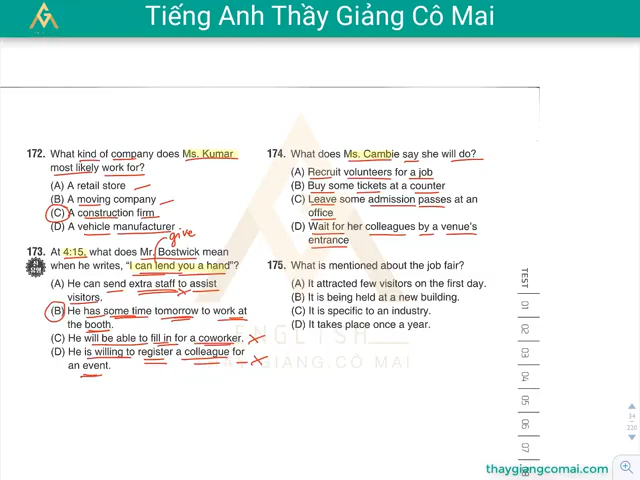 Tiếng Anh Thầy Giảng Cô Mai
172. What kind of company does Ms. Kumar
most likely work for?
(A) A retail store
(B) A moving company
(C) A construction firm
(D) A vehicle manufacturer
give
173. At 4:15, what does Mr. Bostwick mean
when he writes, "I can lend you a hand"?
(A) He can send extra staff to assist
visitors.
(B) He has some time tomorrow to work at
the booth.
(C) He will be able to fill in for a coworker.
(D) He is willing to register a colleague for
an event.
174. What does Ms. Cambie say she will do?
(A) Recruit volunteers for a job
(B) Buy some tickets at a counter
(C) Leave some admission passes at an
office
(D) Wait for her colleagues by a venue's
entrance
175. What is mentioned about the job fair?
(A) It attracted few visitors on the first day.
(B) It is being held at a new building.
(C) It is specific to an industry.
(D) It takes place once a year.
TEST
01
02
03
04
05
06
07
08
34
220
ENGLISH
thaygiangcomai.com